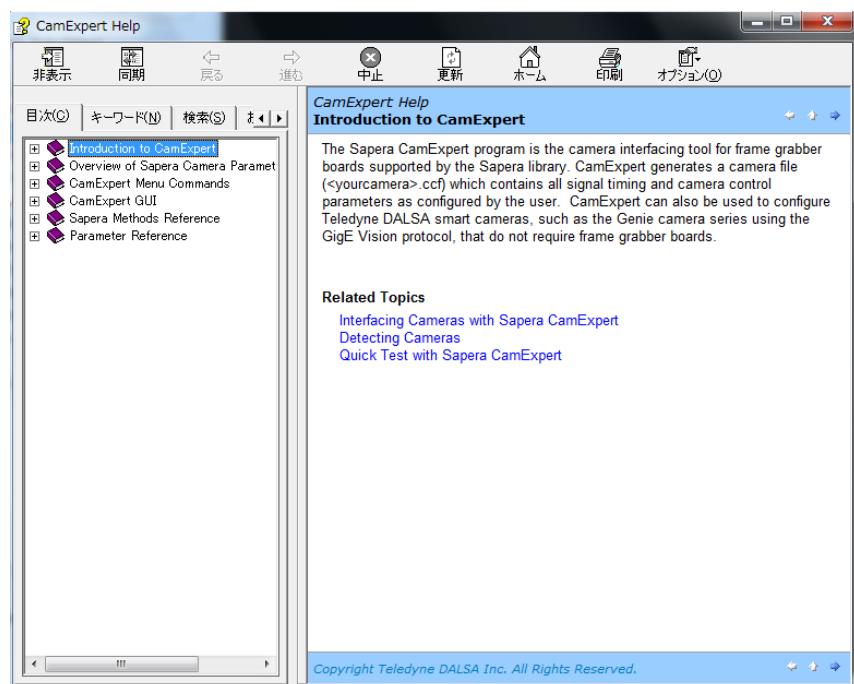 CamExpert Help
非表示
同期
戻る
進む
中止
更新
ホーム
印刷
オプション(O)
目次(C)
キーワード(N)
検索(S)
Introduction to CamExpert
Overview of Sapera Camera Paramet
CamExpert Menu Commands
CamExpert GUI
Sapera Methods Reference
Parameter Reference
CamExpert Help
Introduction to CamExpert
The Sapera CamExpert program is the camera interfacing tool for frame grabber
boards supported by the Sapera library. CamExpert generates a camera file
(<yourcamera>.ccf) which contains all signal timing and camera control
parameters as configured by the user. CamExpert can also be used to configure
Teledyne DALSA smart cameras, such as the Genie camera series using the
GigE Vision protocol, that do not require frame grabber boards.
Related Topics
Interfacing Cameras with Sapera CamExpert
Detecting Cameras
Quick Test with Sapera CamExpert
Copyright Teledyne DALSA Inc. All Rights Reserved.